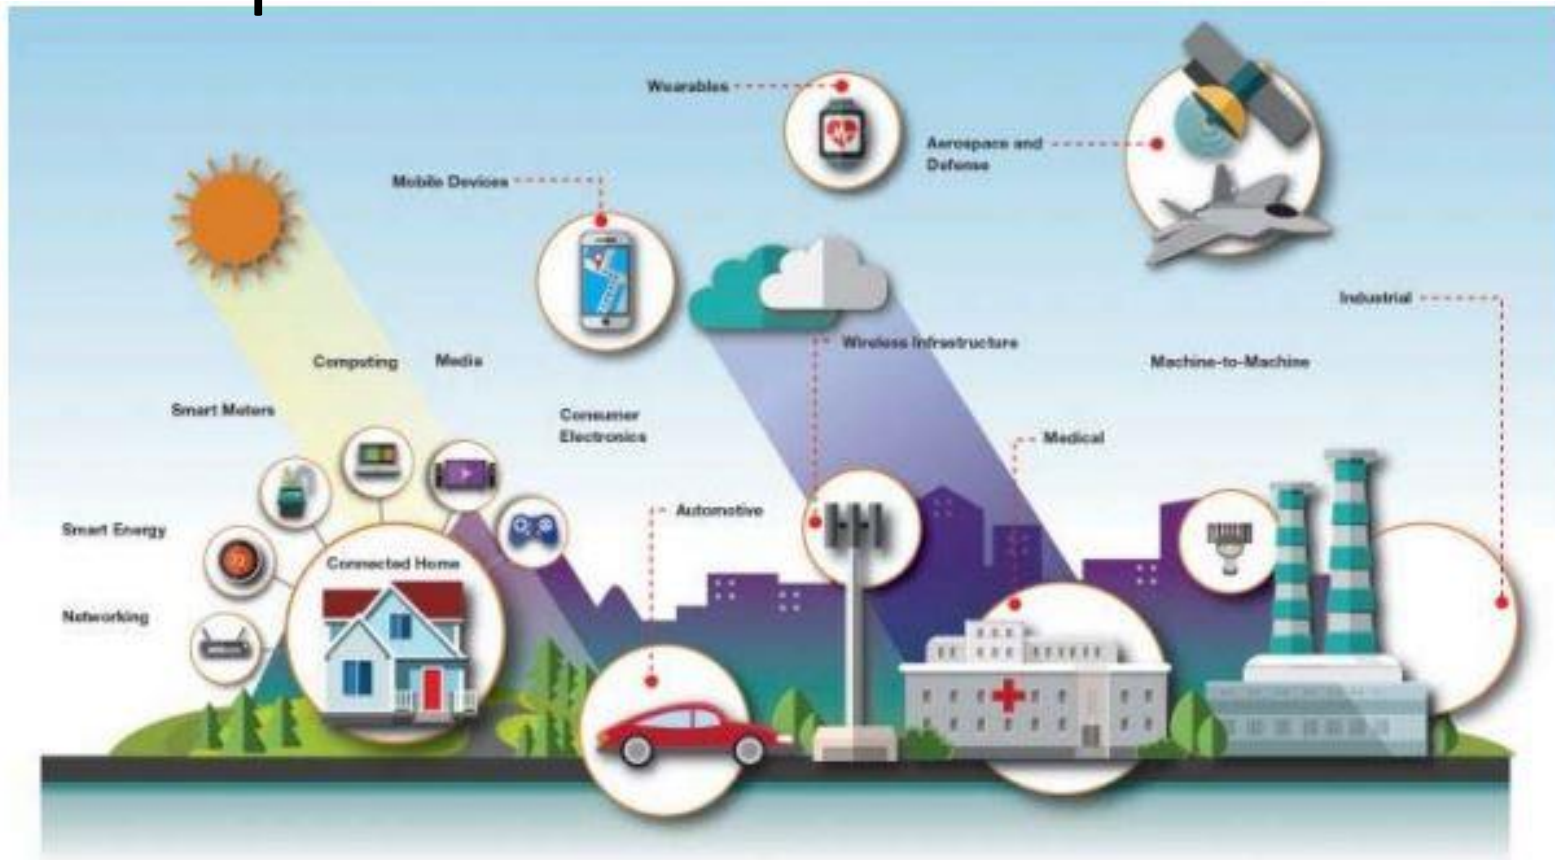 Wearables
Aerospace and
Defense
Mobile Devices
Industrial
Wireless Infrastructure
Computing
Media
Machine-to-Machine
Smart Meters
Consumer
Electronics
Medical
Automotive
Smart Energy
Connected Home
Networking